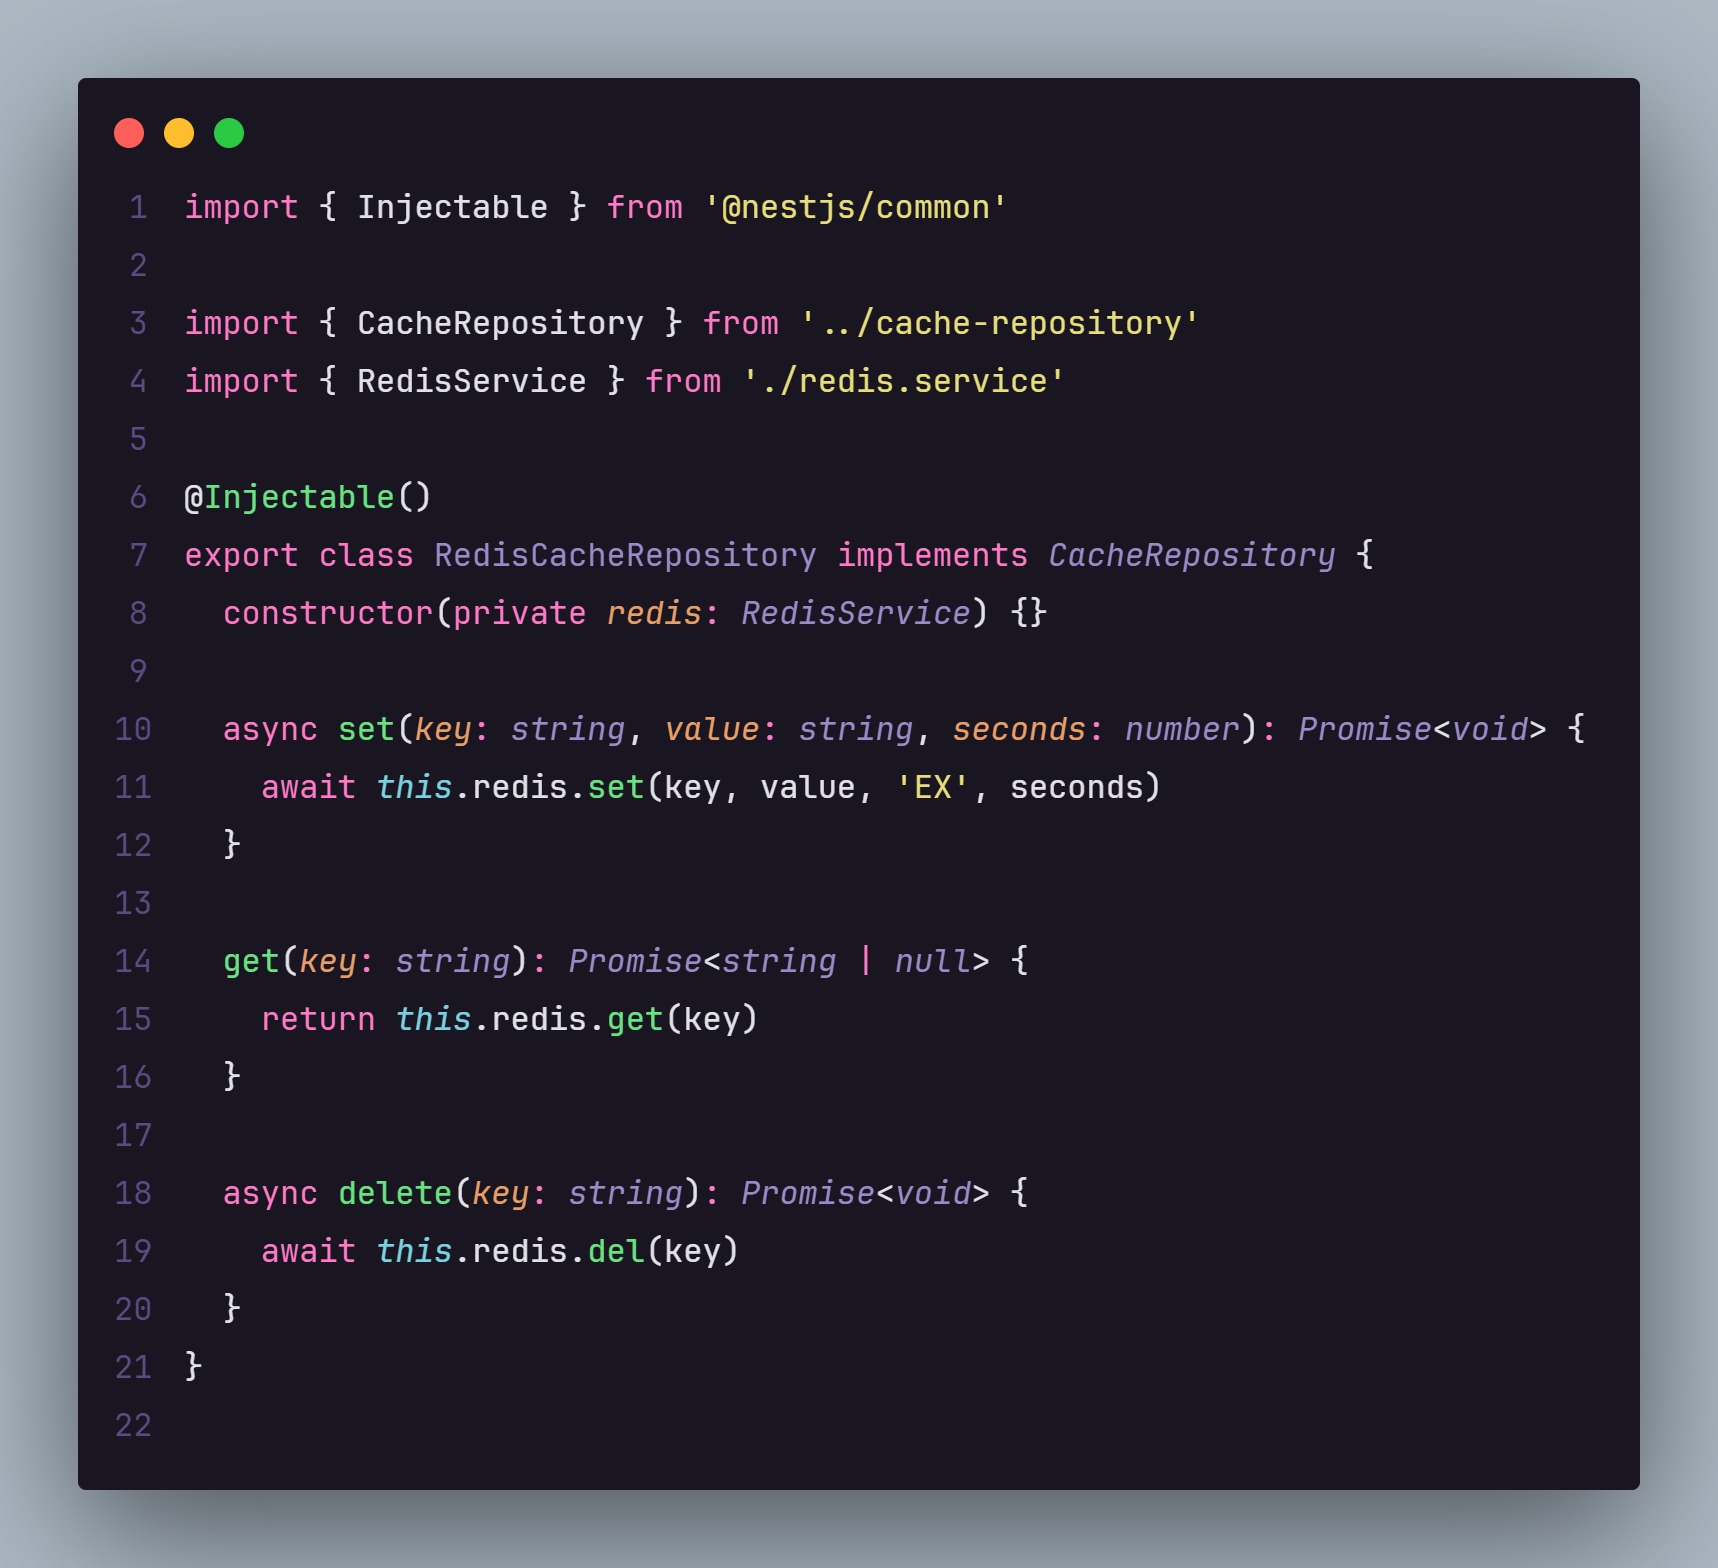 1 import { Injectable } from '@nestjs/common'
2
3 import { CacheRepository } from '../cache-repository'
4 import { RedisService } from './redis.service'
5
6 @Injectable()
7 export class RedisCacheRepository implements CacheRepository {
8   constructor(private redis: RedisService) {}
9
10   async set(key: string, value: string, seconds: number): Promise<void> {
11     await this.redis.set(key, value, 'EX', seconds)
12   }
13
14   get(key: string): Promise<string | null> {
15     return this.redis.get(key)
16   }
17
18   async delete(key: string): Promise<void> {
19     await this.redis.del(key)
20   }
21 }
22